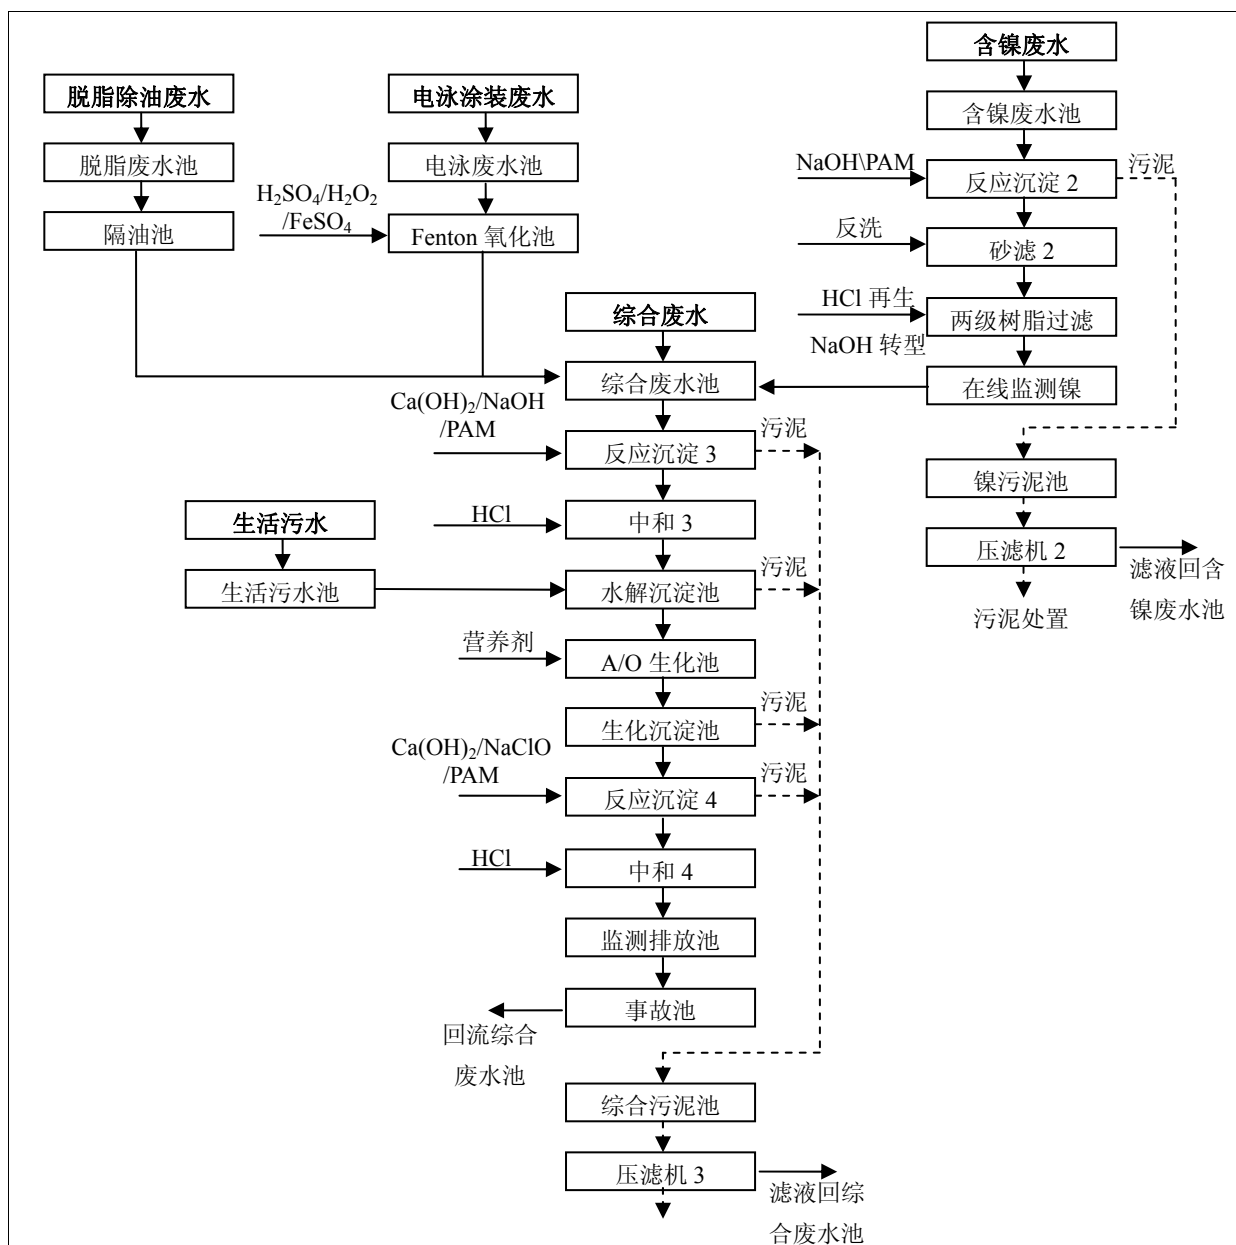 含镍废水
脱脂除油废水
电泳涂装废水
含镍废水池
脱脂废水池
电泳废水池
NaOH\PAM
污泥
反应沉淀 2
H₂SO₄/H₂O₂
/FeSO₄
隔油池
Fenton 氧化池
反洗
砂滤 2
HCl 再生
综合废水
两级树脂过滤
NaOH 转型
综合废水池
在线监测镍
Ca(OH)₂/NaOH
/PAM
污泥
反应沉淀 3
镍污泥池
生活污水
HCl
中和 3
压滤机 2
生活污水池
水解沉淀池
污泥
滤液回含
镍废水池
污泥处置
营养剂
A/O 生化池
污泥
生化沉淀池
Ca(OH)₂/NaClO
/PAM
污泥
反应沉淀 4
HCl
中和 4
监测排放池
事故池
回流综合
废水池
综合污泥池
压滤机 3
滤液回综
合废水池